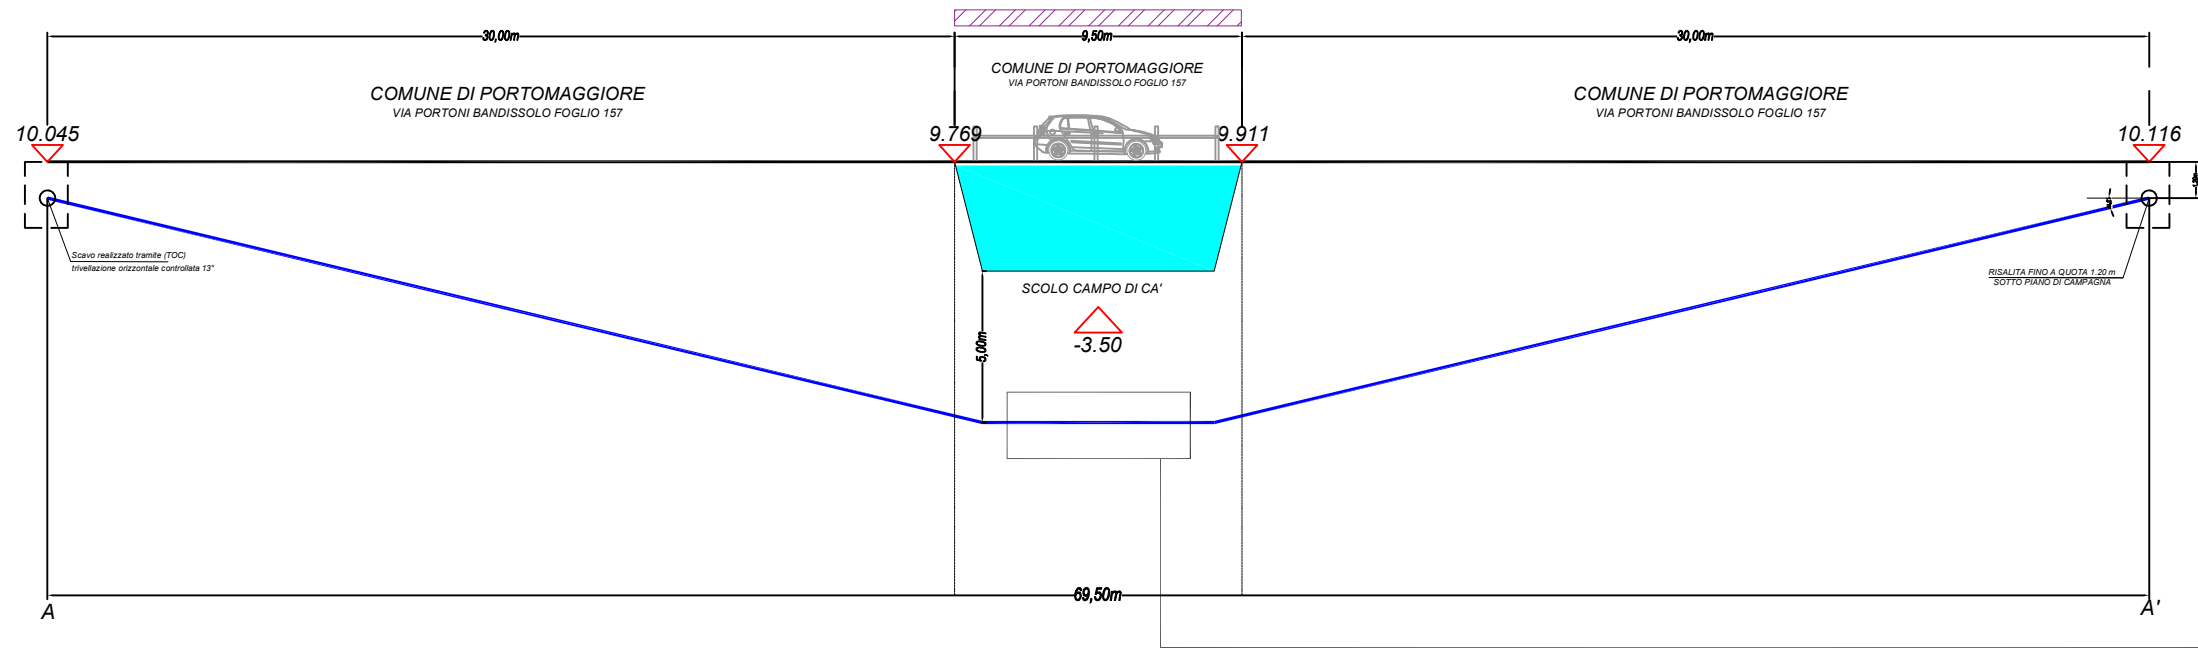 30,00m
9,50m
30,00m
COMUNE DI PORTOMAGGIORE
VIA PORTONI BANDISSOLO FOGLIO 157
COMUNE DI PORTOMAGGIORE
VIA PORTONI BANDISSOLO FOGLIO 157
COMUNE DI PORTOMAGGIORE
VIA PORTONI BANDISSOLO FOGLIO 157
10.045
9.769
9.911
10.116
1.20m
Scavo realizzato tramite (TOC)
trivellazione orizzontale controllata 13°
RISALITA FINO A QUOTA 1.20 m
SOTTO PIANO DI CAMPAGNA
SCOLO CAMPO DI CA'
-3.50
5,00m
69,50m
A
A'